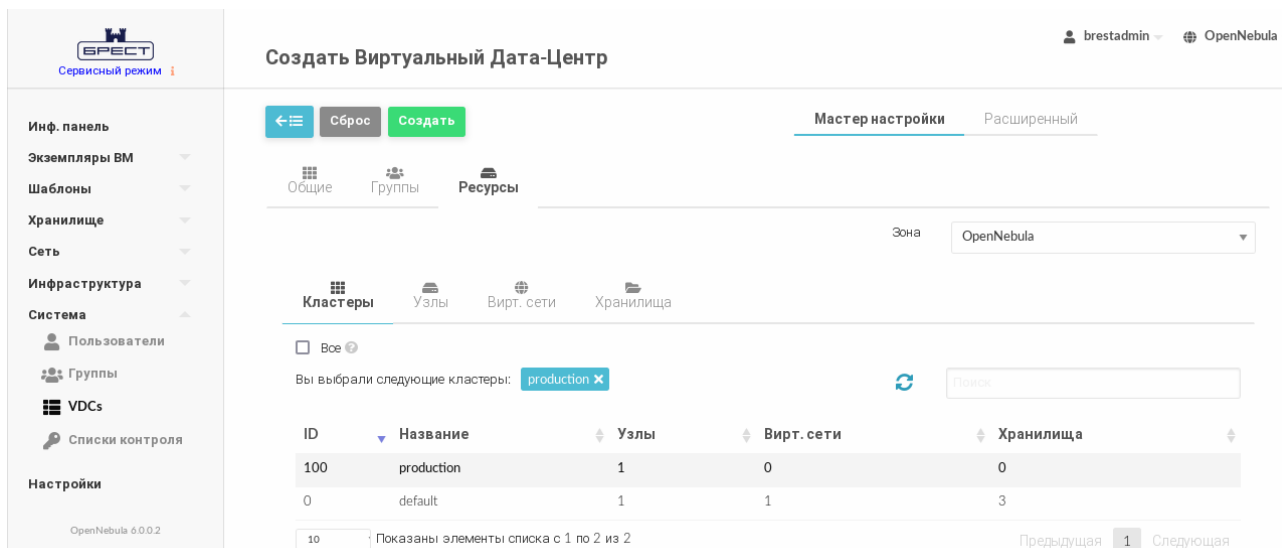 brestadmin OpenNebula
БРЕСТ
Сервисный режим i
Создать Виртуальный Дата-Центр
Инф. панель
Экземпляры ВМ
Шаблоны
Хранилище
Сеть
Инфраструктура
Система
Пользователи
Группы
VDCs
Списки контроля
Настройки
OpenNebula 6.0.0.2
Сброс Создать
Мастер настройки Расширенный
Общие Группы Ресурсы
Зона OpenNebula
Кластеры Узлы Вирт. сети Хранилища
Все ?
Вы выбрали следующие кластеры: production ×
Поиск
ID Название Узлы Вирт. сети Хранилища
100 production 1 0 0
0 default 1 1 3
10 Показаны элементы списка с 1 по 2 из 2
Предыдущая 1 Следующая